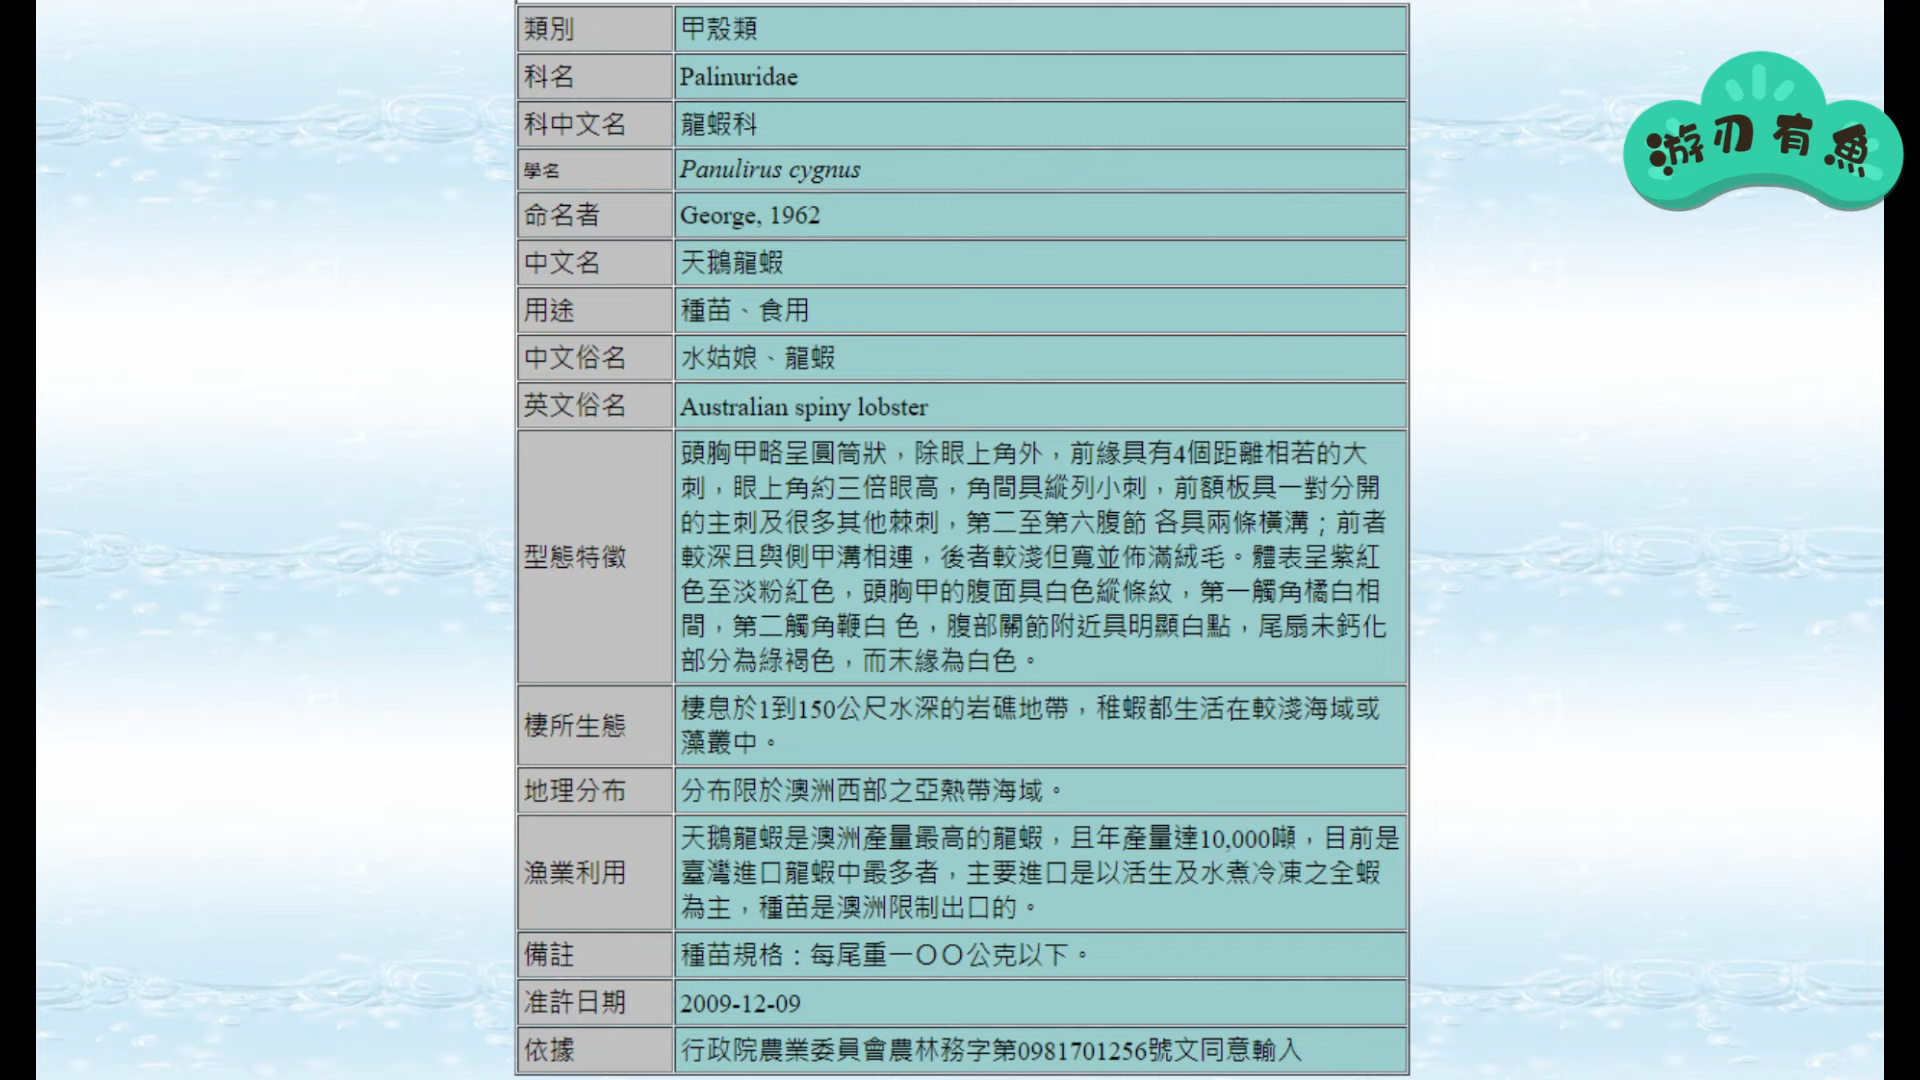 類別 甲殼類
科名 Palinuridae
科中文名 龍蝦科
學名 Panulirus cygnus
命名者 George, 1962
中文名 天鵝龍蝦
用途 種苗、食用
中文俗名 水姑娘、龍蝦
英文俗名 Australian spiny lobster
型態特徵
頭胸甲略呈圓筒狀，除眼上角外，前緣具有4個距離相若的大
刺，眼上角約三倍眼高，角間具縱列小刺，前額板具一對分開
的主刺及很多其他棘刺，第二至第六腹節 各具兩條橫溝；前者
較深且與側甲溝相連，後者較淺但寬並佈滿絨毛。體表呈紫紅
色至淡粉紅色，頭胸甲的腹面具白色縱條紋，第一觸角橘白相
間，第二觸角鞭白 色，腹部關節附近具明顯白點，尾扇未鈣化
部分為綠褐色，而末緣為白色。
棲所生態
棲息於1到150公尺水深的岩礁地帶，稚蝦都生活在較淺海域或
藻叢中。
地理分布 分布限於澳洲西部之亞熱帶海域。
漁業利用
天鵝龍蝦是澳洲產量最高的龍蝦，且年產量達10,000噸，目前是
臺灣進口龍蝦中最多者，主要進口是以活生及水煮冷凍之全蝦
為主，種苗是澳洲限制出口的。
備註 種苗規格：每尾重一〇〇公克以下。
准許日期 2009-12-09
依據 行政院農業委員會農林務字第0981701256號文同意輸入
游刃有魚